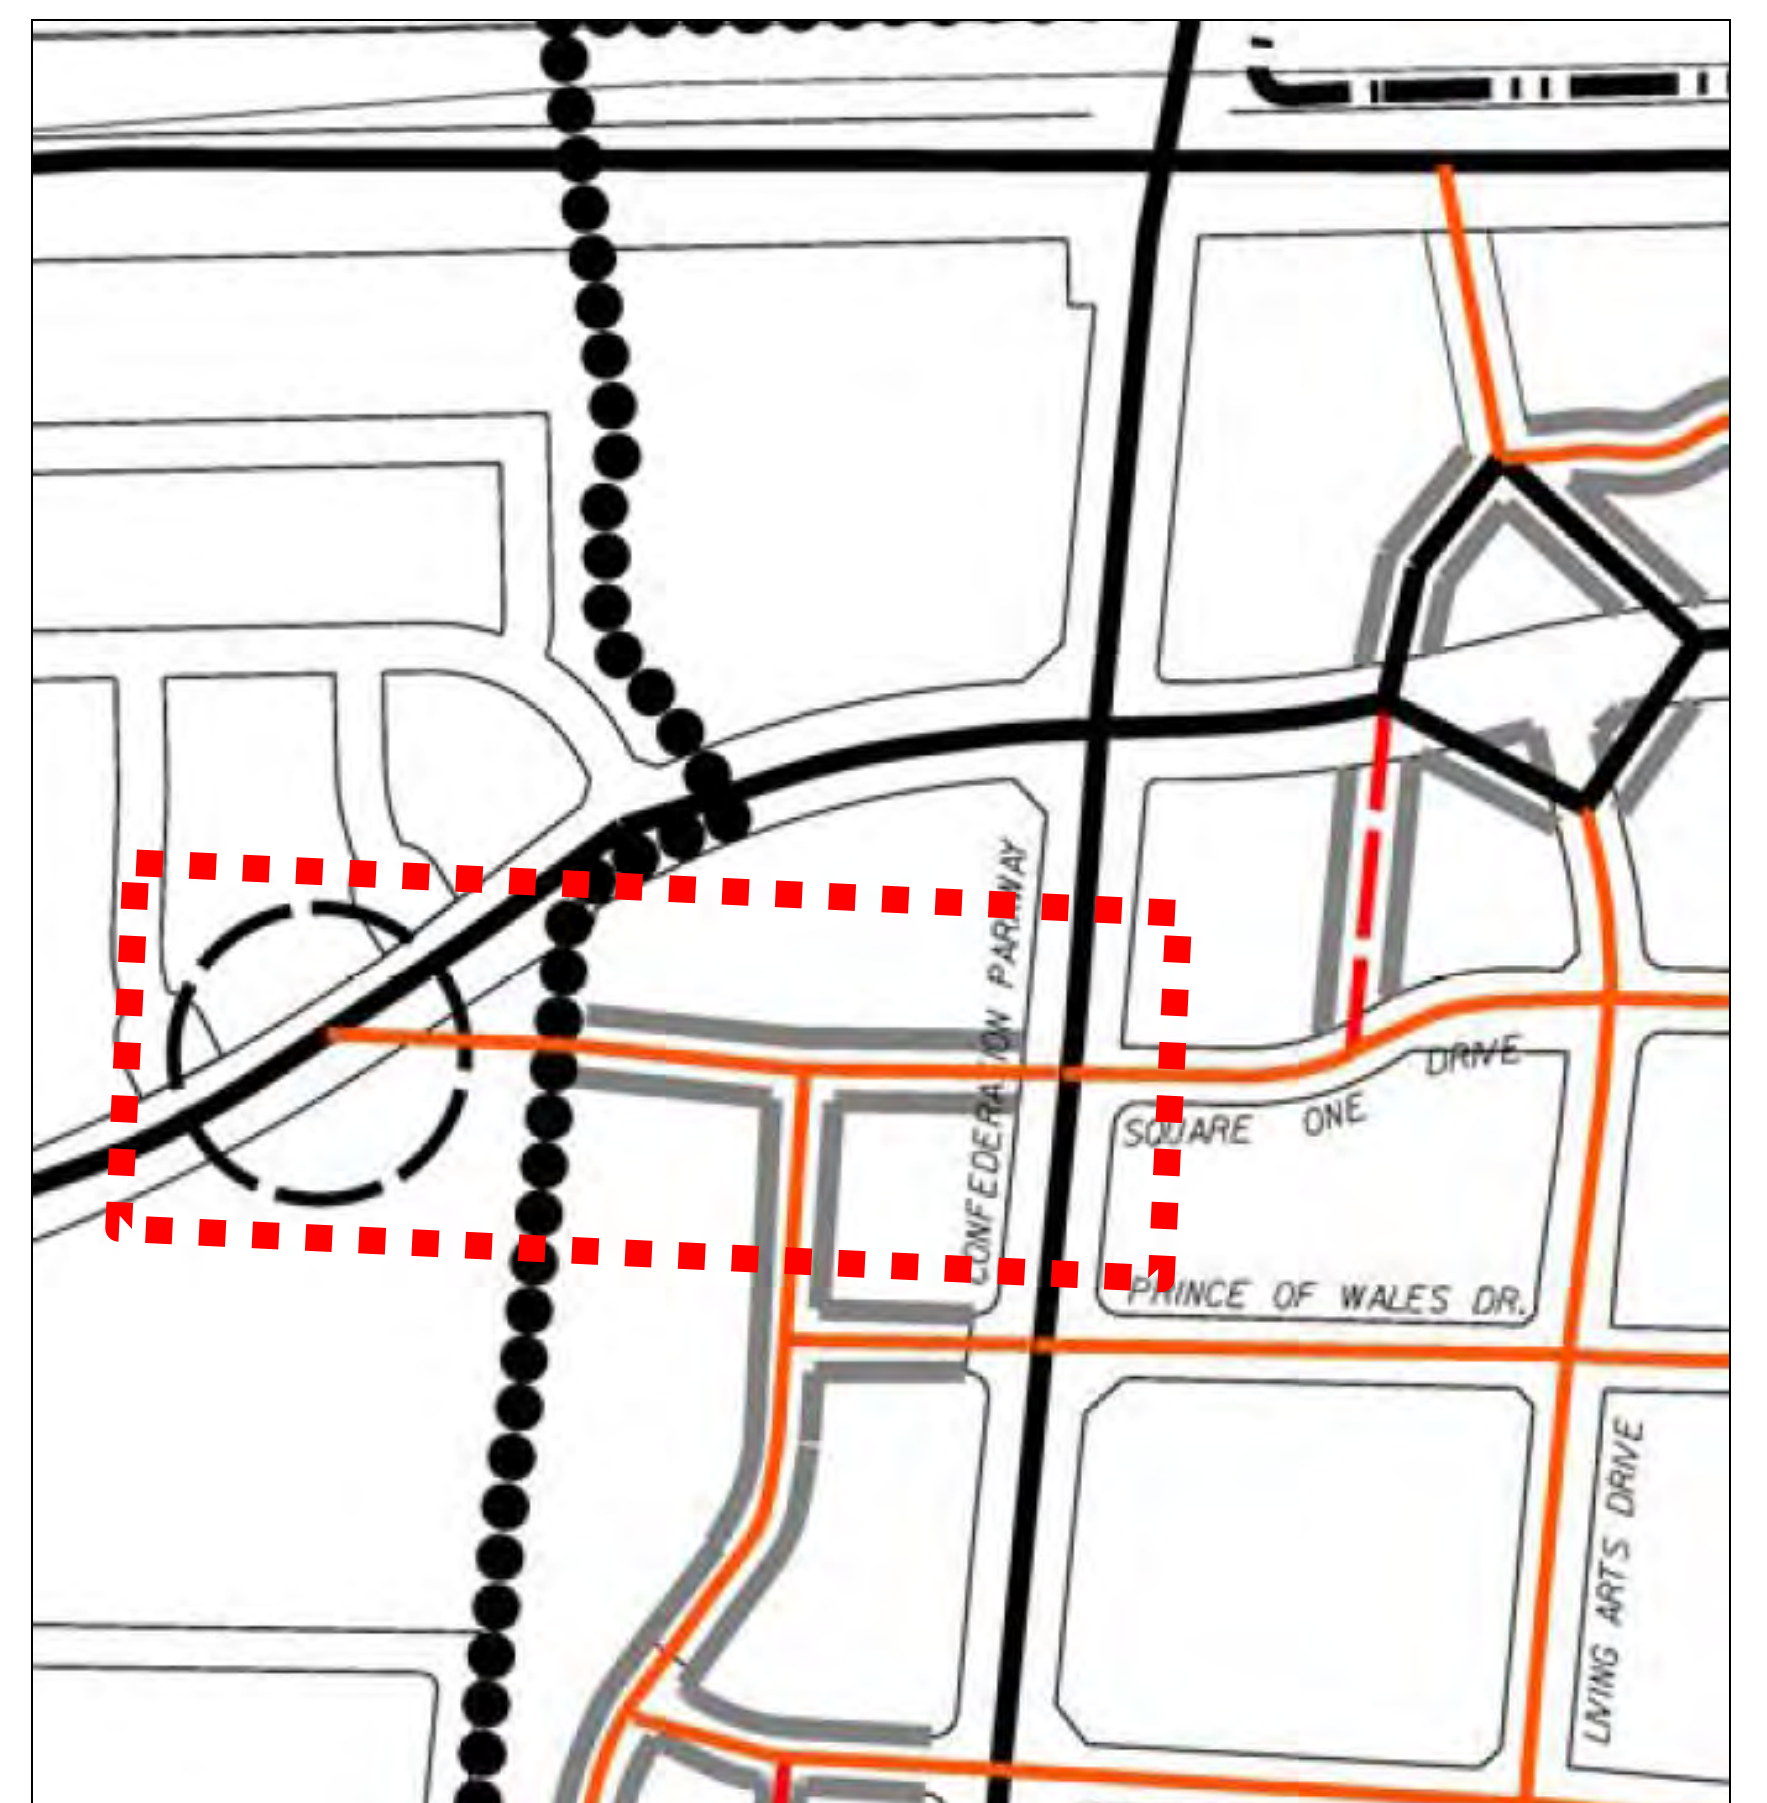 CONFEDERATION PARKWAY
DRIVE
SQUARE ONE
PRINCE OF WALES DR.
LIVING ARTS DRIVE